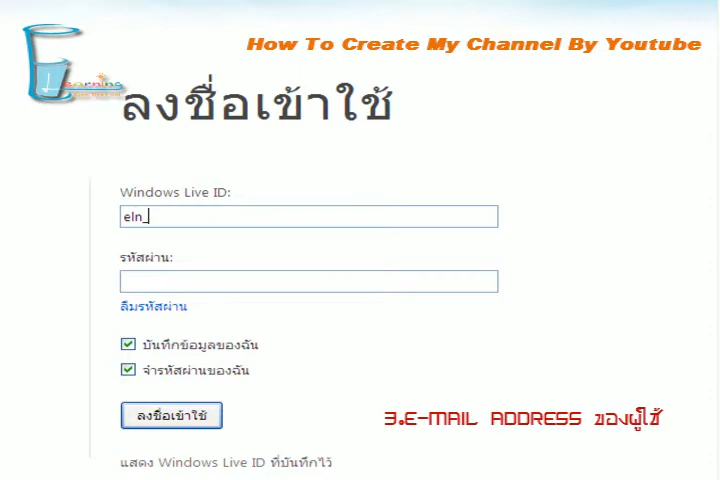 How To Create My Channel By Youtube
Learning
ลงชื่อเข้าใช้
Windows Live ID:
eln_
รหัสผ่าน:
ลืมรหัสผ่าน
บันทึกข้อมูลของฉัน
จำรหัสผ่านของฉัน
ลงชื่อเข้าใช้
3.E-MAIL ADDRESS ของผู้ใช้
แสดง Windows Live ID ที่บันทึกไว้